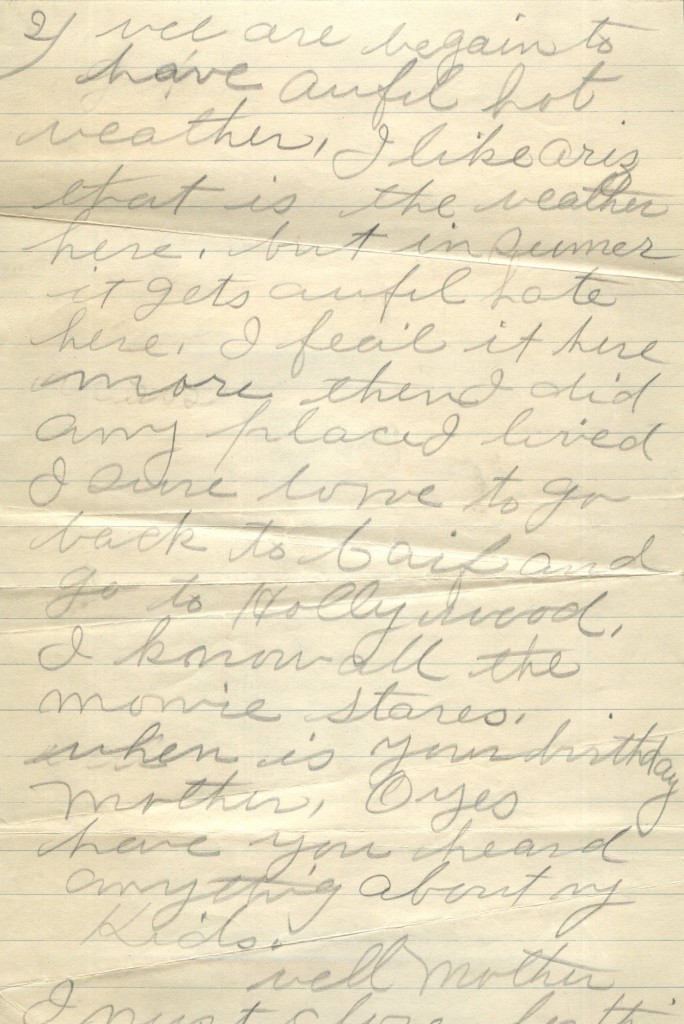 2) wee are begain to
have aufil hot
weather, I like ariz
that is the weather
here. but in sumer
it gets aufil hote
here. I feail it here
more then I did
any place I lived
I sure love to go
back to Caif and
go to Hollywood.
I know all the
movie stares.
when is your birthday
mother, O yes
have you heard
anything about my
kids.
well mother
I must close